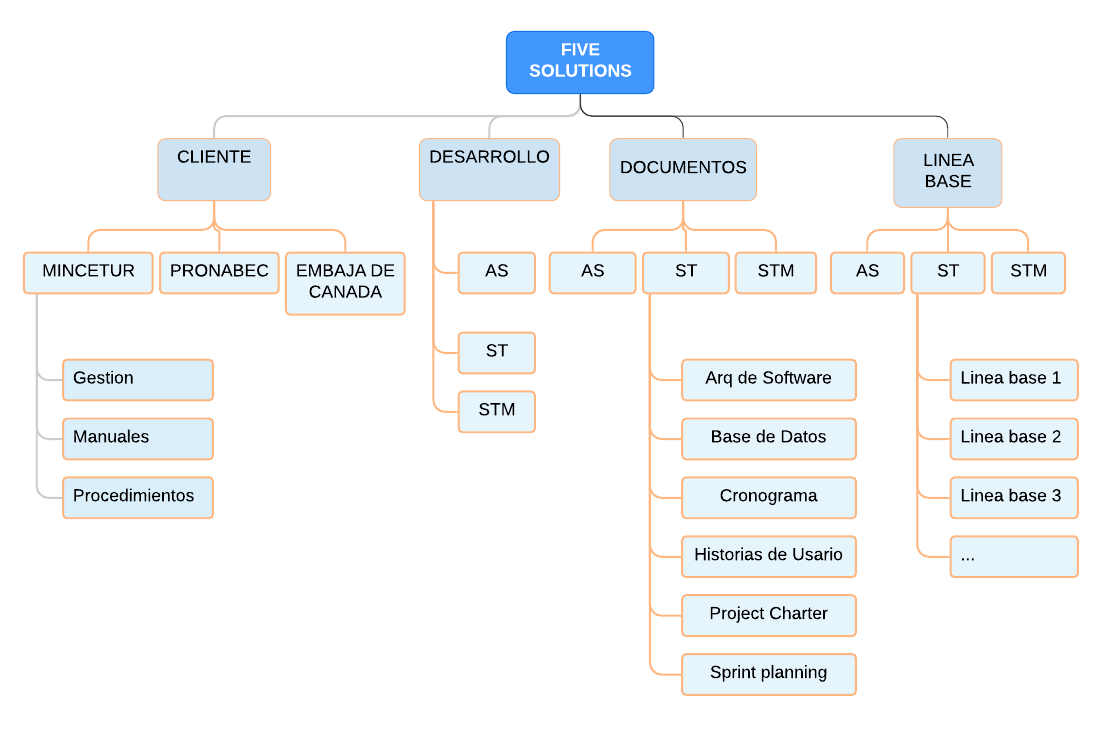 FIVE
SOLUTIONS
CLIENTE
DESARROLLO
DOCUMENTOS
LINEA
BASE
MINCETUR
PRONABEC
EMBAJA DE
CANADA
Gestion
Manuales
Procedimientos
AS
ST
STM
AS
ST
STM
Arq de Software
Base de Datos
Cronograma
Historias de Usario
Project Charter
Sprint planning
AS
ST
STM
Linea base 1
Linea base 2
Linea base 3
...